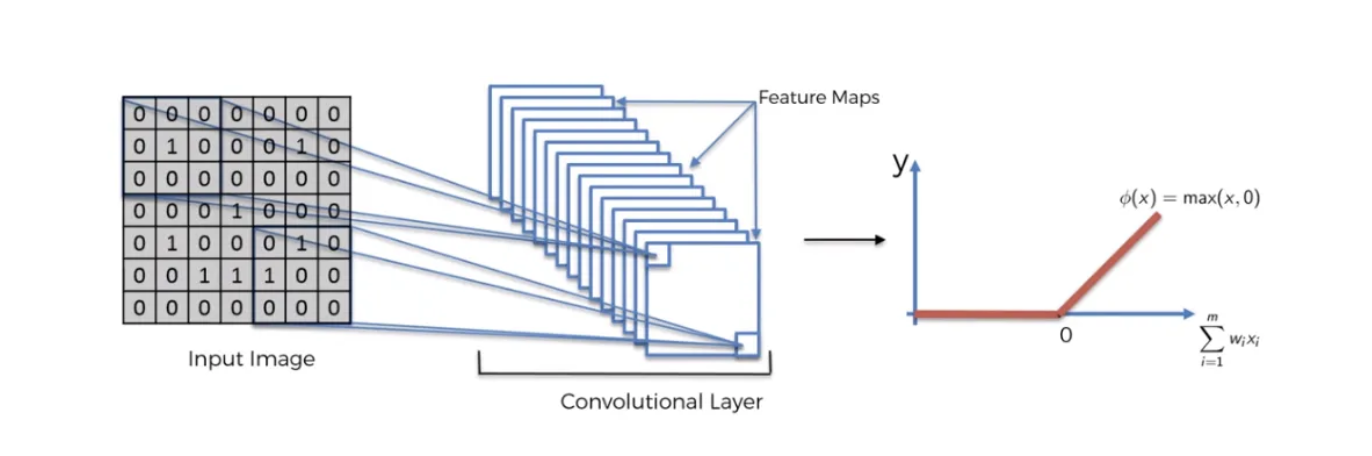 0 0 0 0 0 0 0
0 1 0 0 0 1 0
0 0 0 0 0 0 0
0 0 0 1 0 0 0
0 1 0 0 0 1 0
0 0 1 1 1 0 0
0 0 0 0 0 0 0
Input Image
Feature Maps
Convolutional Layer
y
ϕ(x) = max(x, 0)
0
m
∑ wᵢxᵢ
i=1